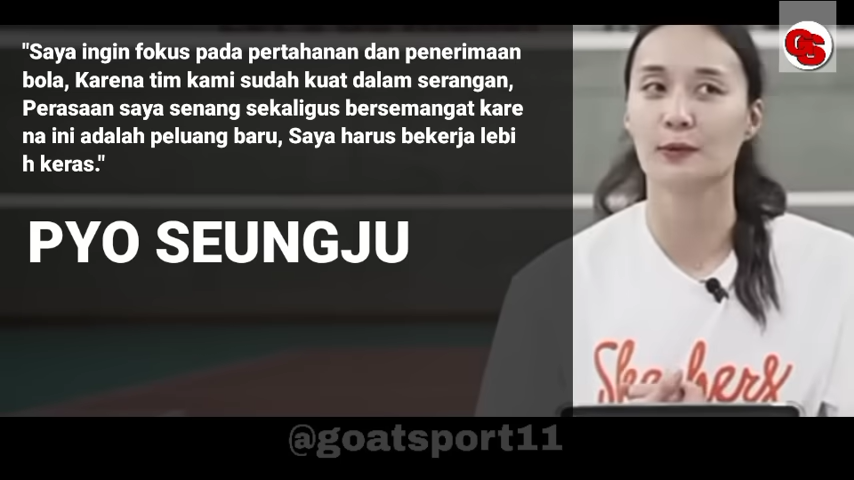 "Saya ingin fokus pada pertahanan dan penerimaan
bola, Karena tim kami sudah kuat dalam serangan,
Perasaan saya senang sekaligus bersemangat kare
na ini adalah peluang baru, Saya harus bekerja lebi
h keras."
PYO SEUNGJU
GS
@goatsport11